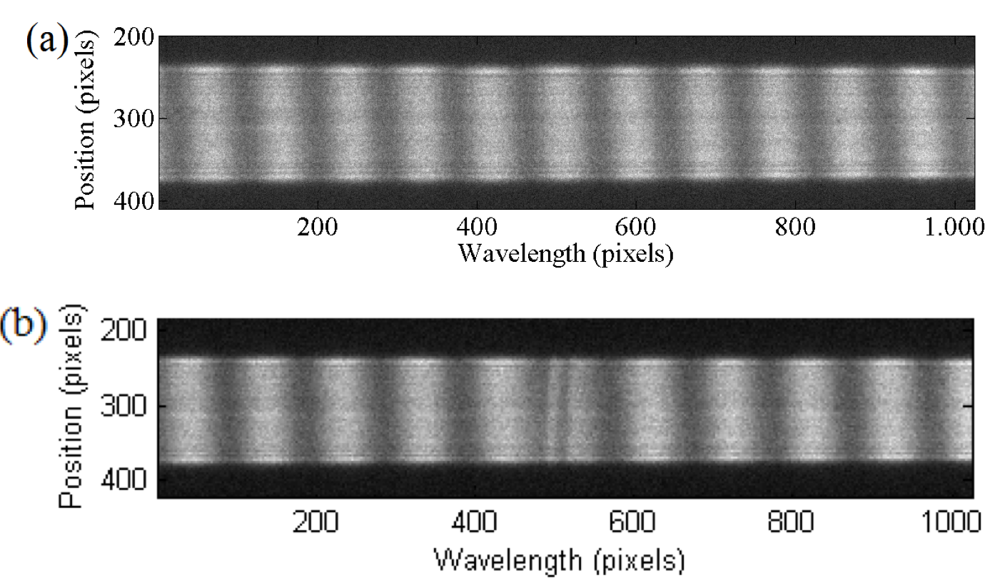 (a)
Position (pixels)
200
300
400
200 400 600 800 1.000
Wavelength (pixels)
(b)
Position (pixels)
200
300
400
200 400 600 800 1000
Wavelength (pixels)